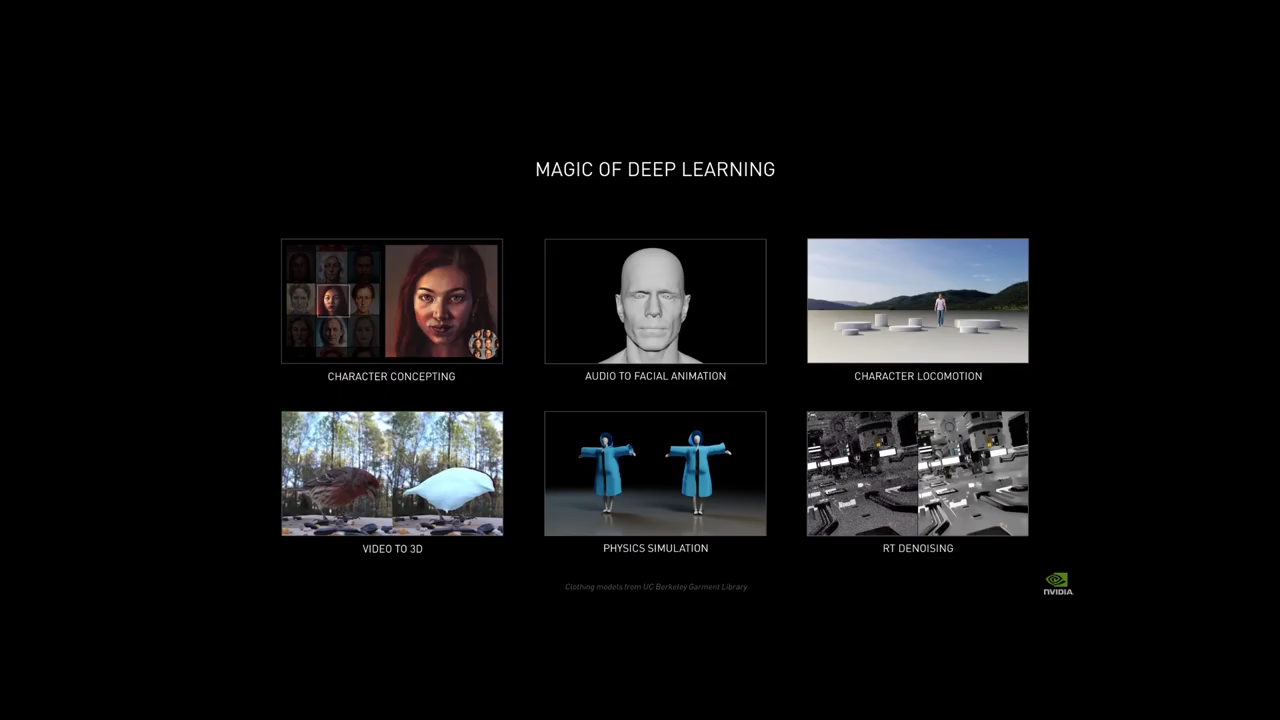 MAGIC OF DEEP LEARNING
CHARACTER CONCEPTING
AUDIO TO FACIAL ANIMATION
CHARACTER LOCOMOTION
VIDEO TO 3D
PHYSICS SIMULATION
RT DENOISING
Clothing models from UC Berkeley Garment Library
NVIDIA.